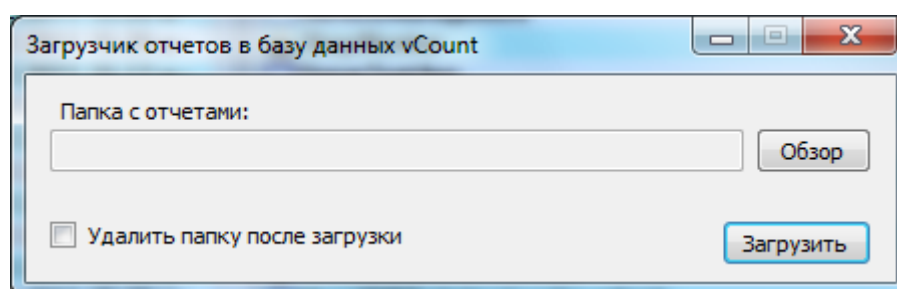 Загрузчик отчетов в базу данных vCount
Папка с отчетами:
Обзор
Удалить папку после загрузки
Загрузить